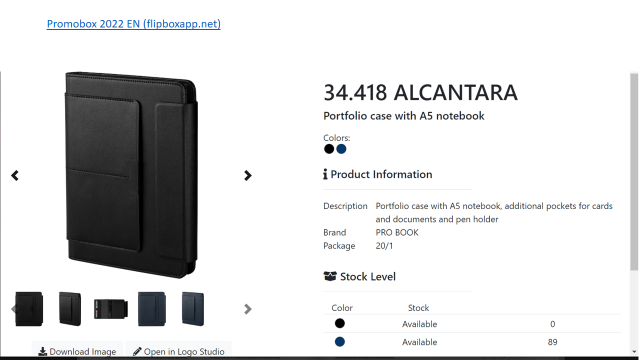 Promobox 2022 EN (flipboxapp.net)
34.418 ALCANTARA
Portfolio case with A5 notebook
Colors:
Product Information
Description Portfolio case with A5 notebook, additional pockets for cards
and documents and pen holder
Brand PRO BOOK
Package 20/1
Stock Level
Color Stock
Available 0
Available 89
Download Image Open in Logo Studio